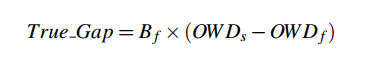 True_Gap = B_f × (OWD_s − OWD_f)